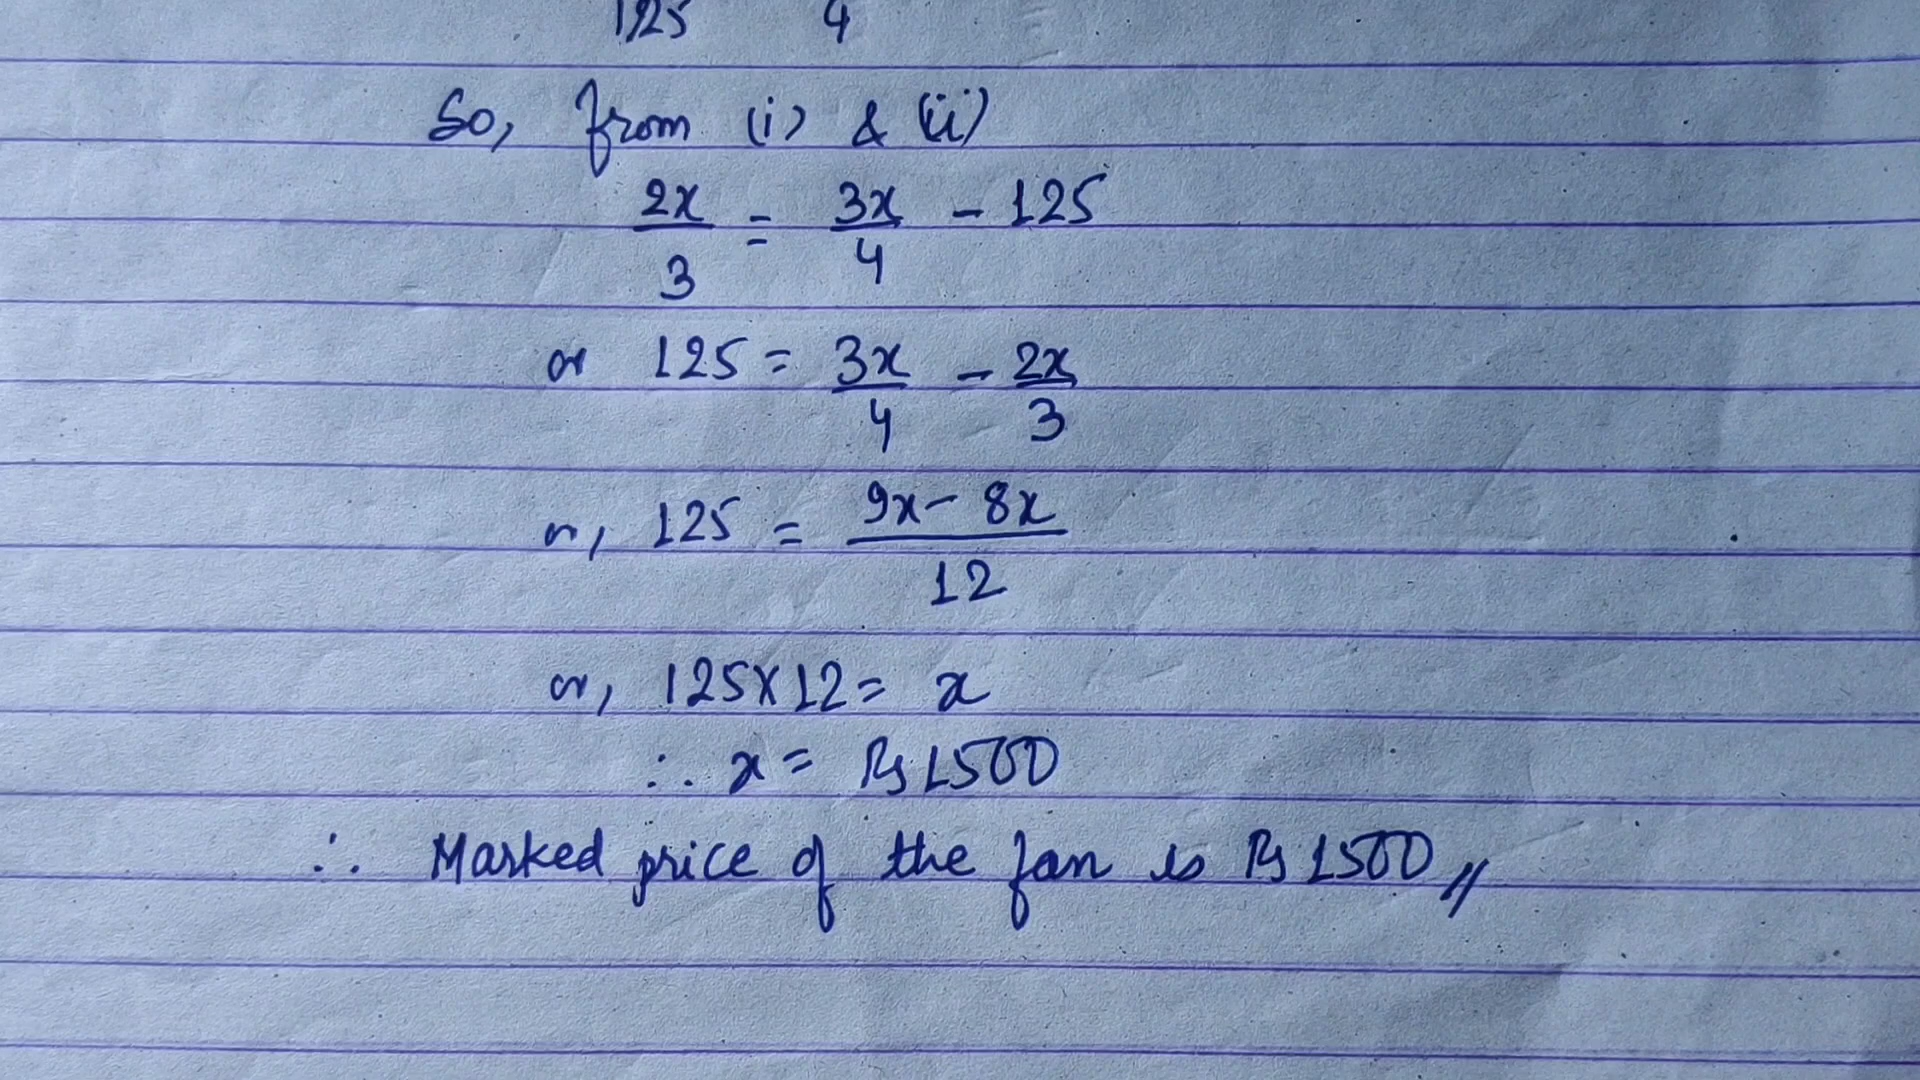 125 4
So, from (i) & (ii)
2x/3 = 3x/4 - 125
or 125 = 3x/4 - 2x/3
or, 125 = 9x - 8x/12
or, 125×12 = x
∴ x = Rs 1500
∴ Marked price of the fan is Rs 1500 //